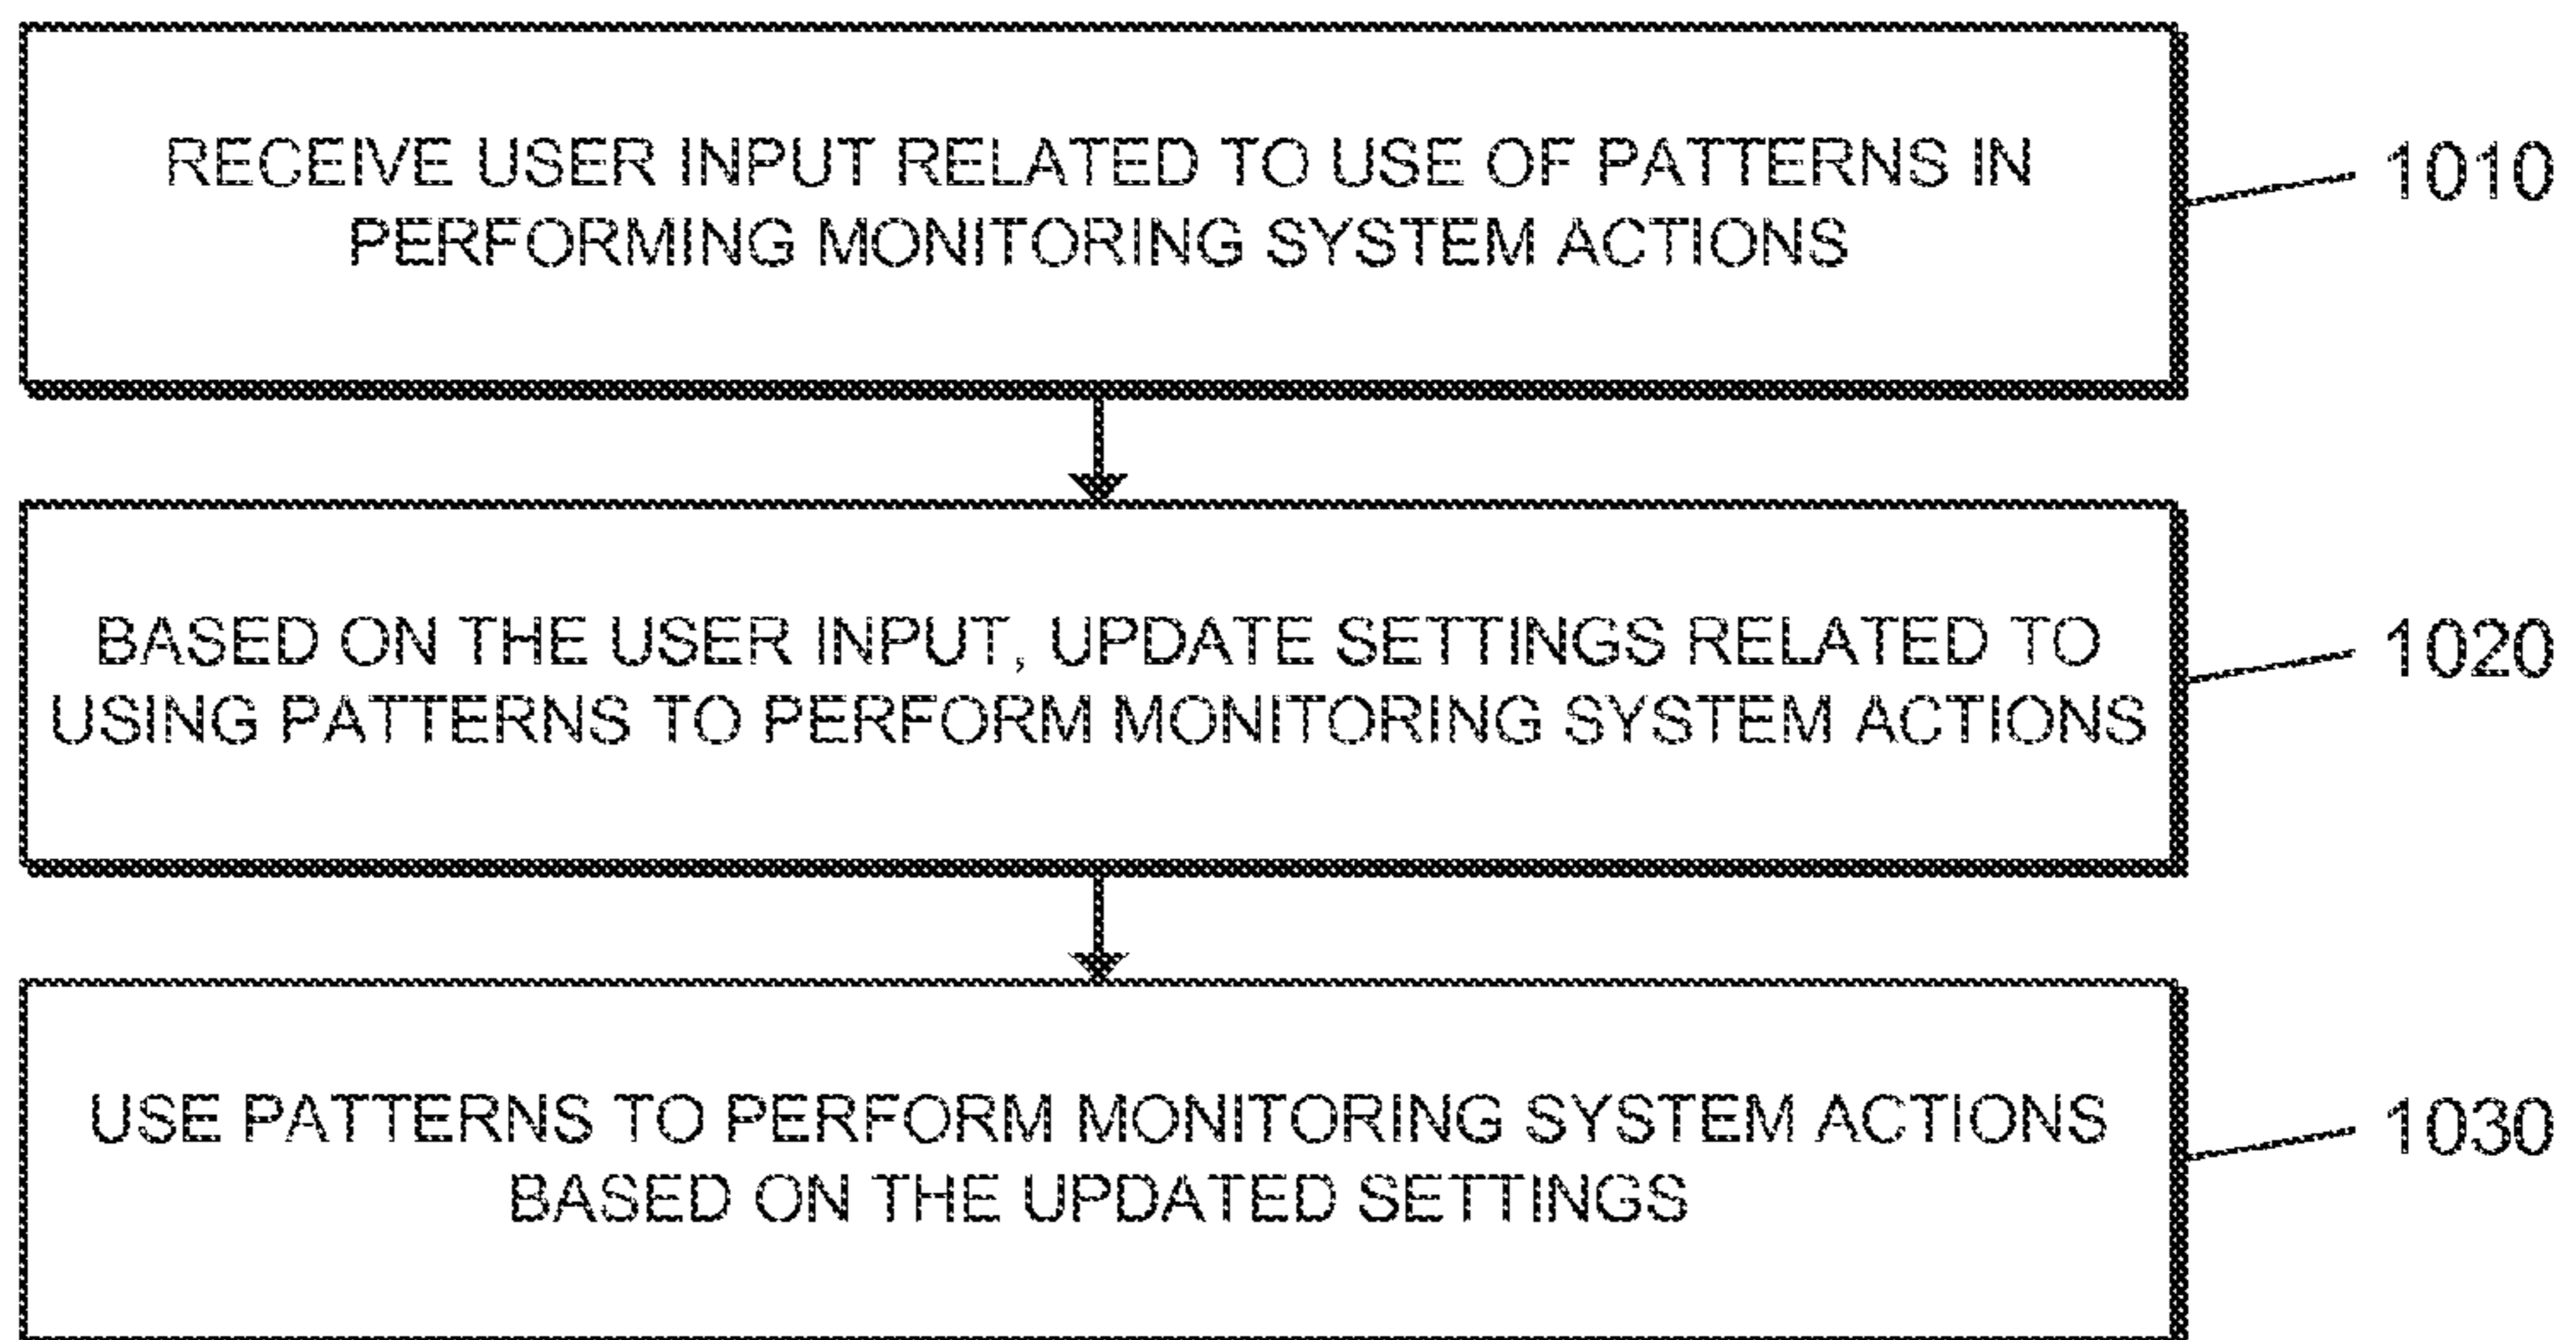 RECEIVE USER INPUT RELATED TO USE OF PATTERNS IN
PERFORMING MONITORING SYSTEM ACTIONS
1010
BASED ON THE USER INPUT, UPDATE SETTINGS RELATED TO
USING PATTERNS TO PERFORM MONITORING SYSTEM ACTIONS
1020
USE PATTERNS TO PERFORM MONITORING SYSTEM ACTIONS
BASED ON THE UPDATED SETTINGS
1030